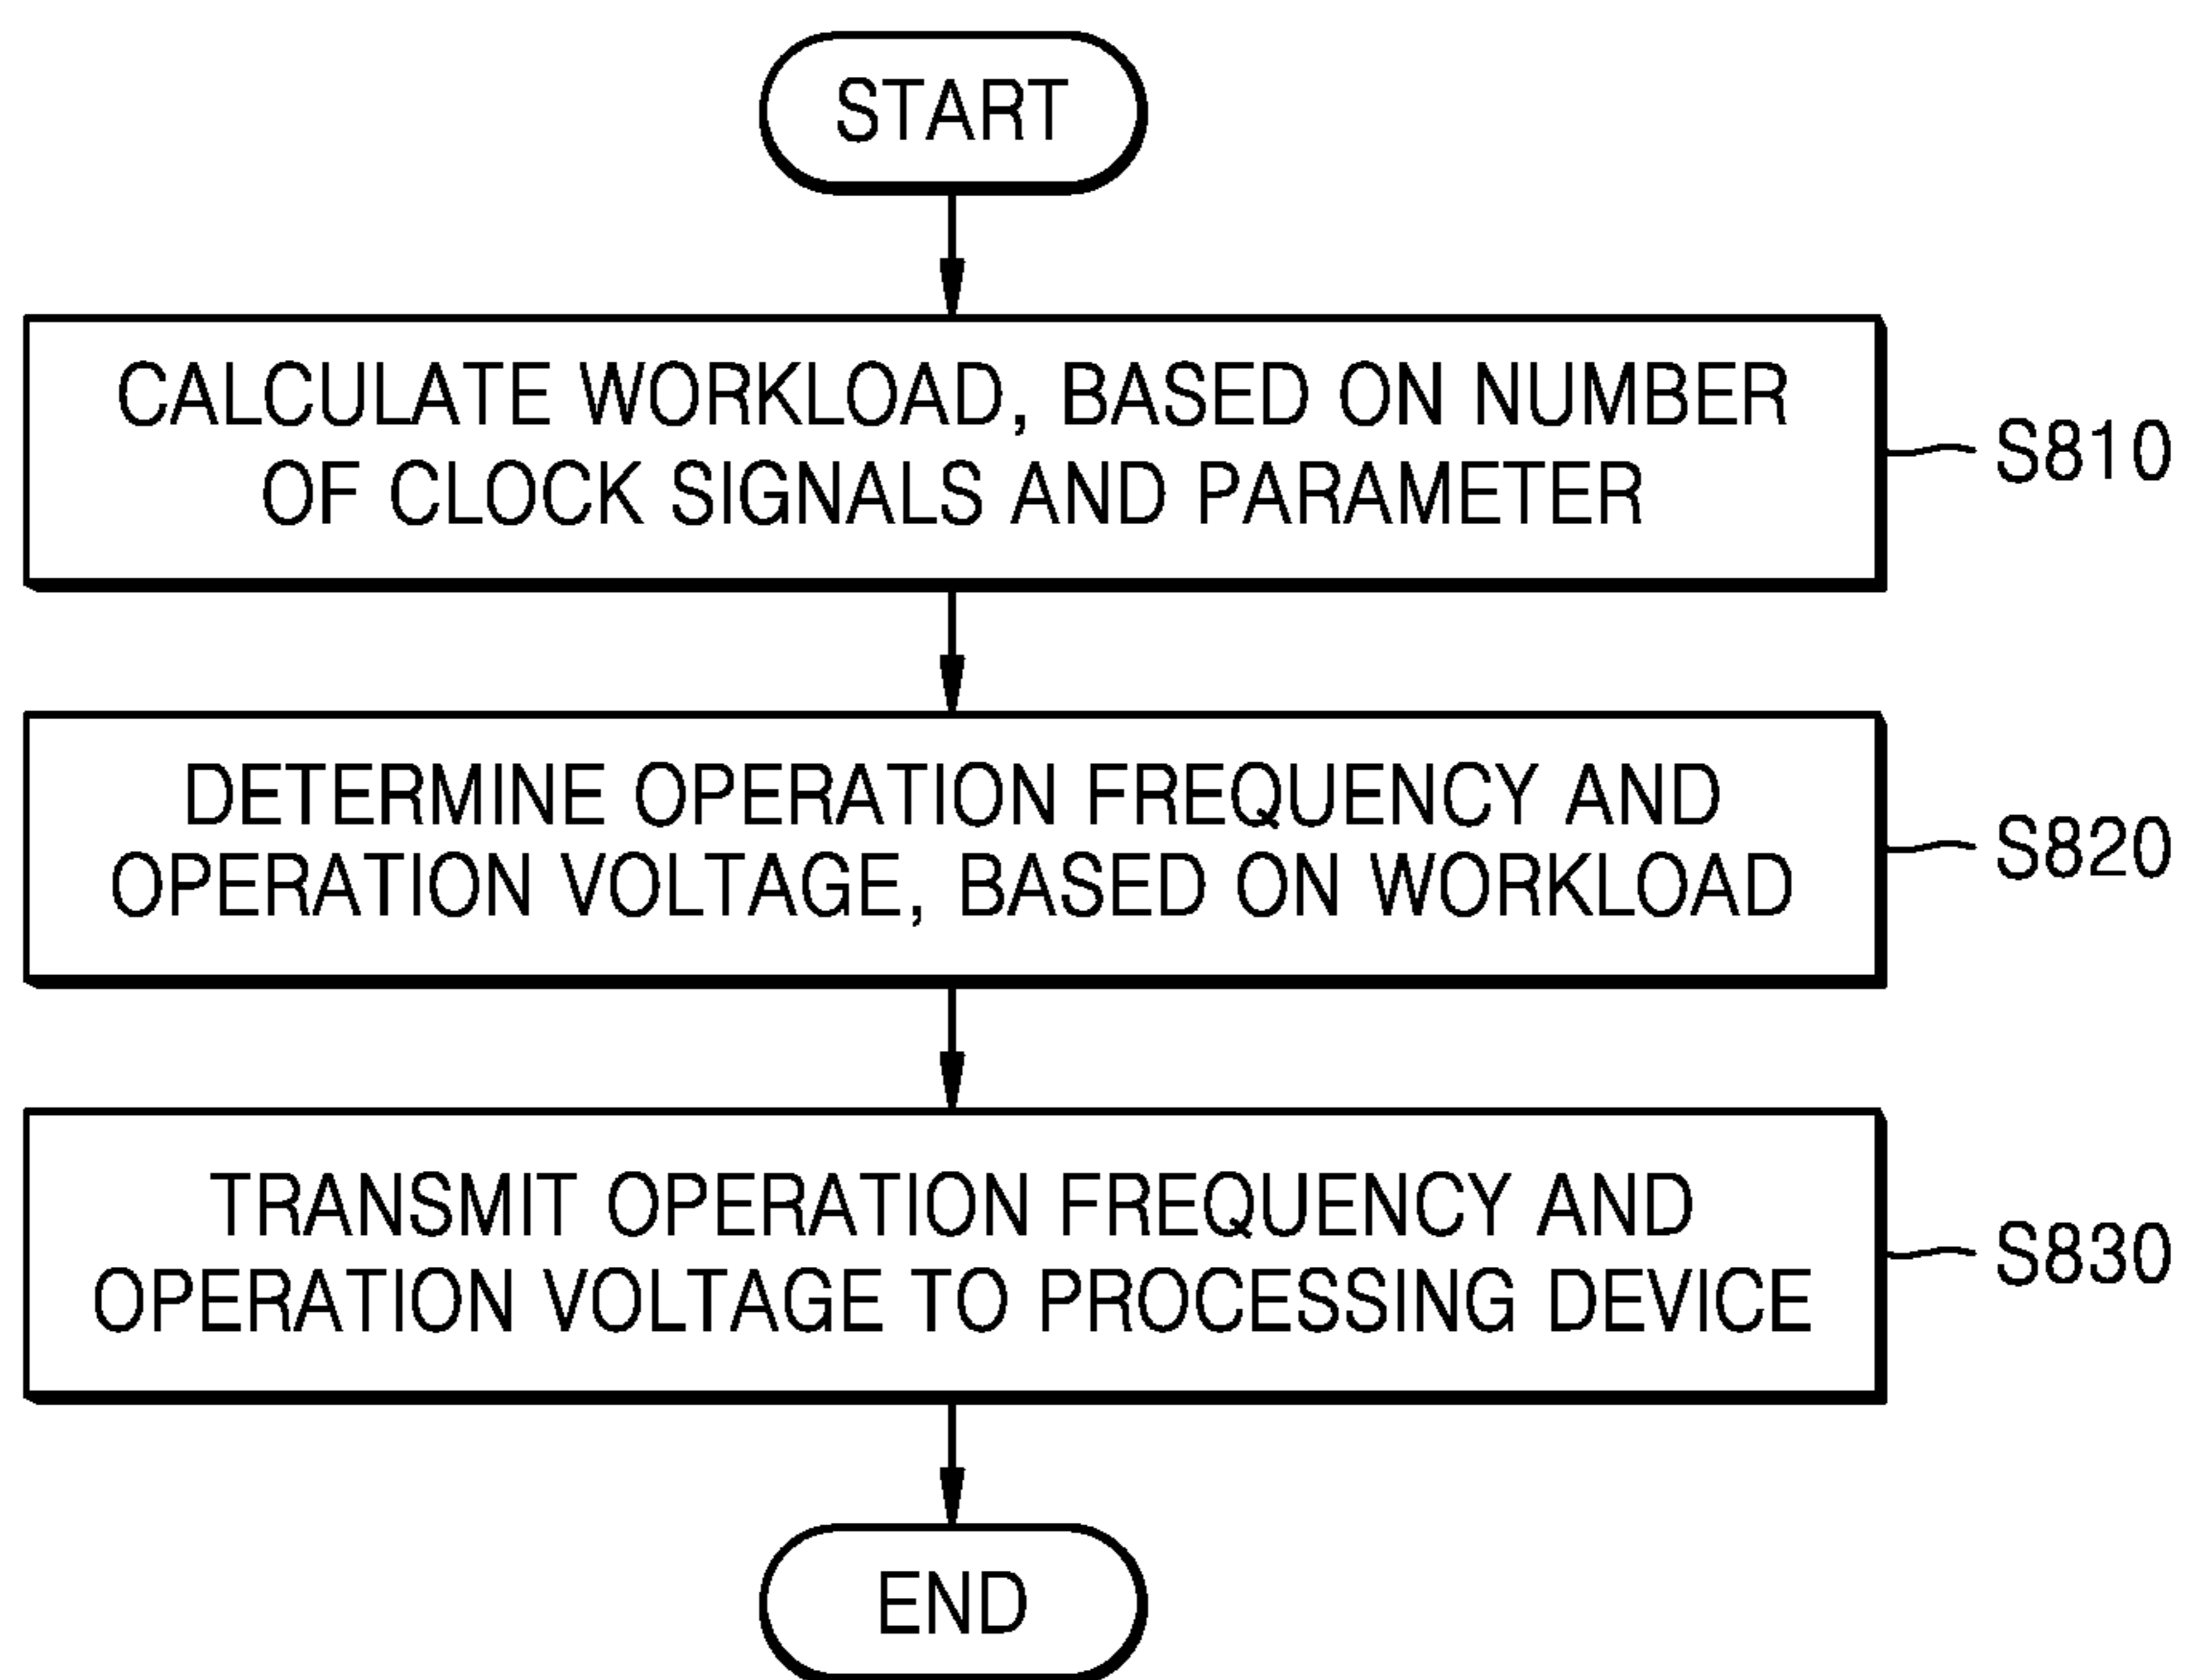 START
CALCULATE WORKLOAD, BASED ON NUMBER
OF CLOCK SIGNALS AND PARAMETER
S810
DETERMINE OPERATION FREQUENCY AND
OPERATION VOLTAGE, BASED ON WORKLOAD
S820
TRANSMIT OPERATION FREQUENCY AND
OPERATION VOLTAGE TO PROCESSING DEVICE
S830
END